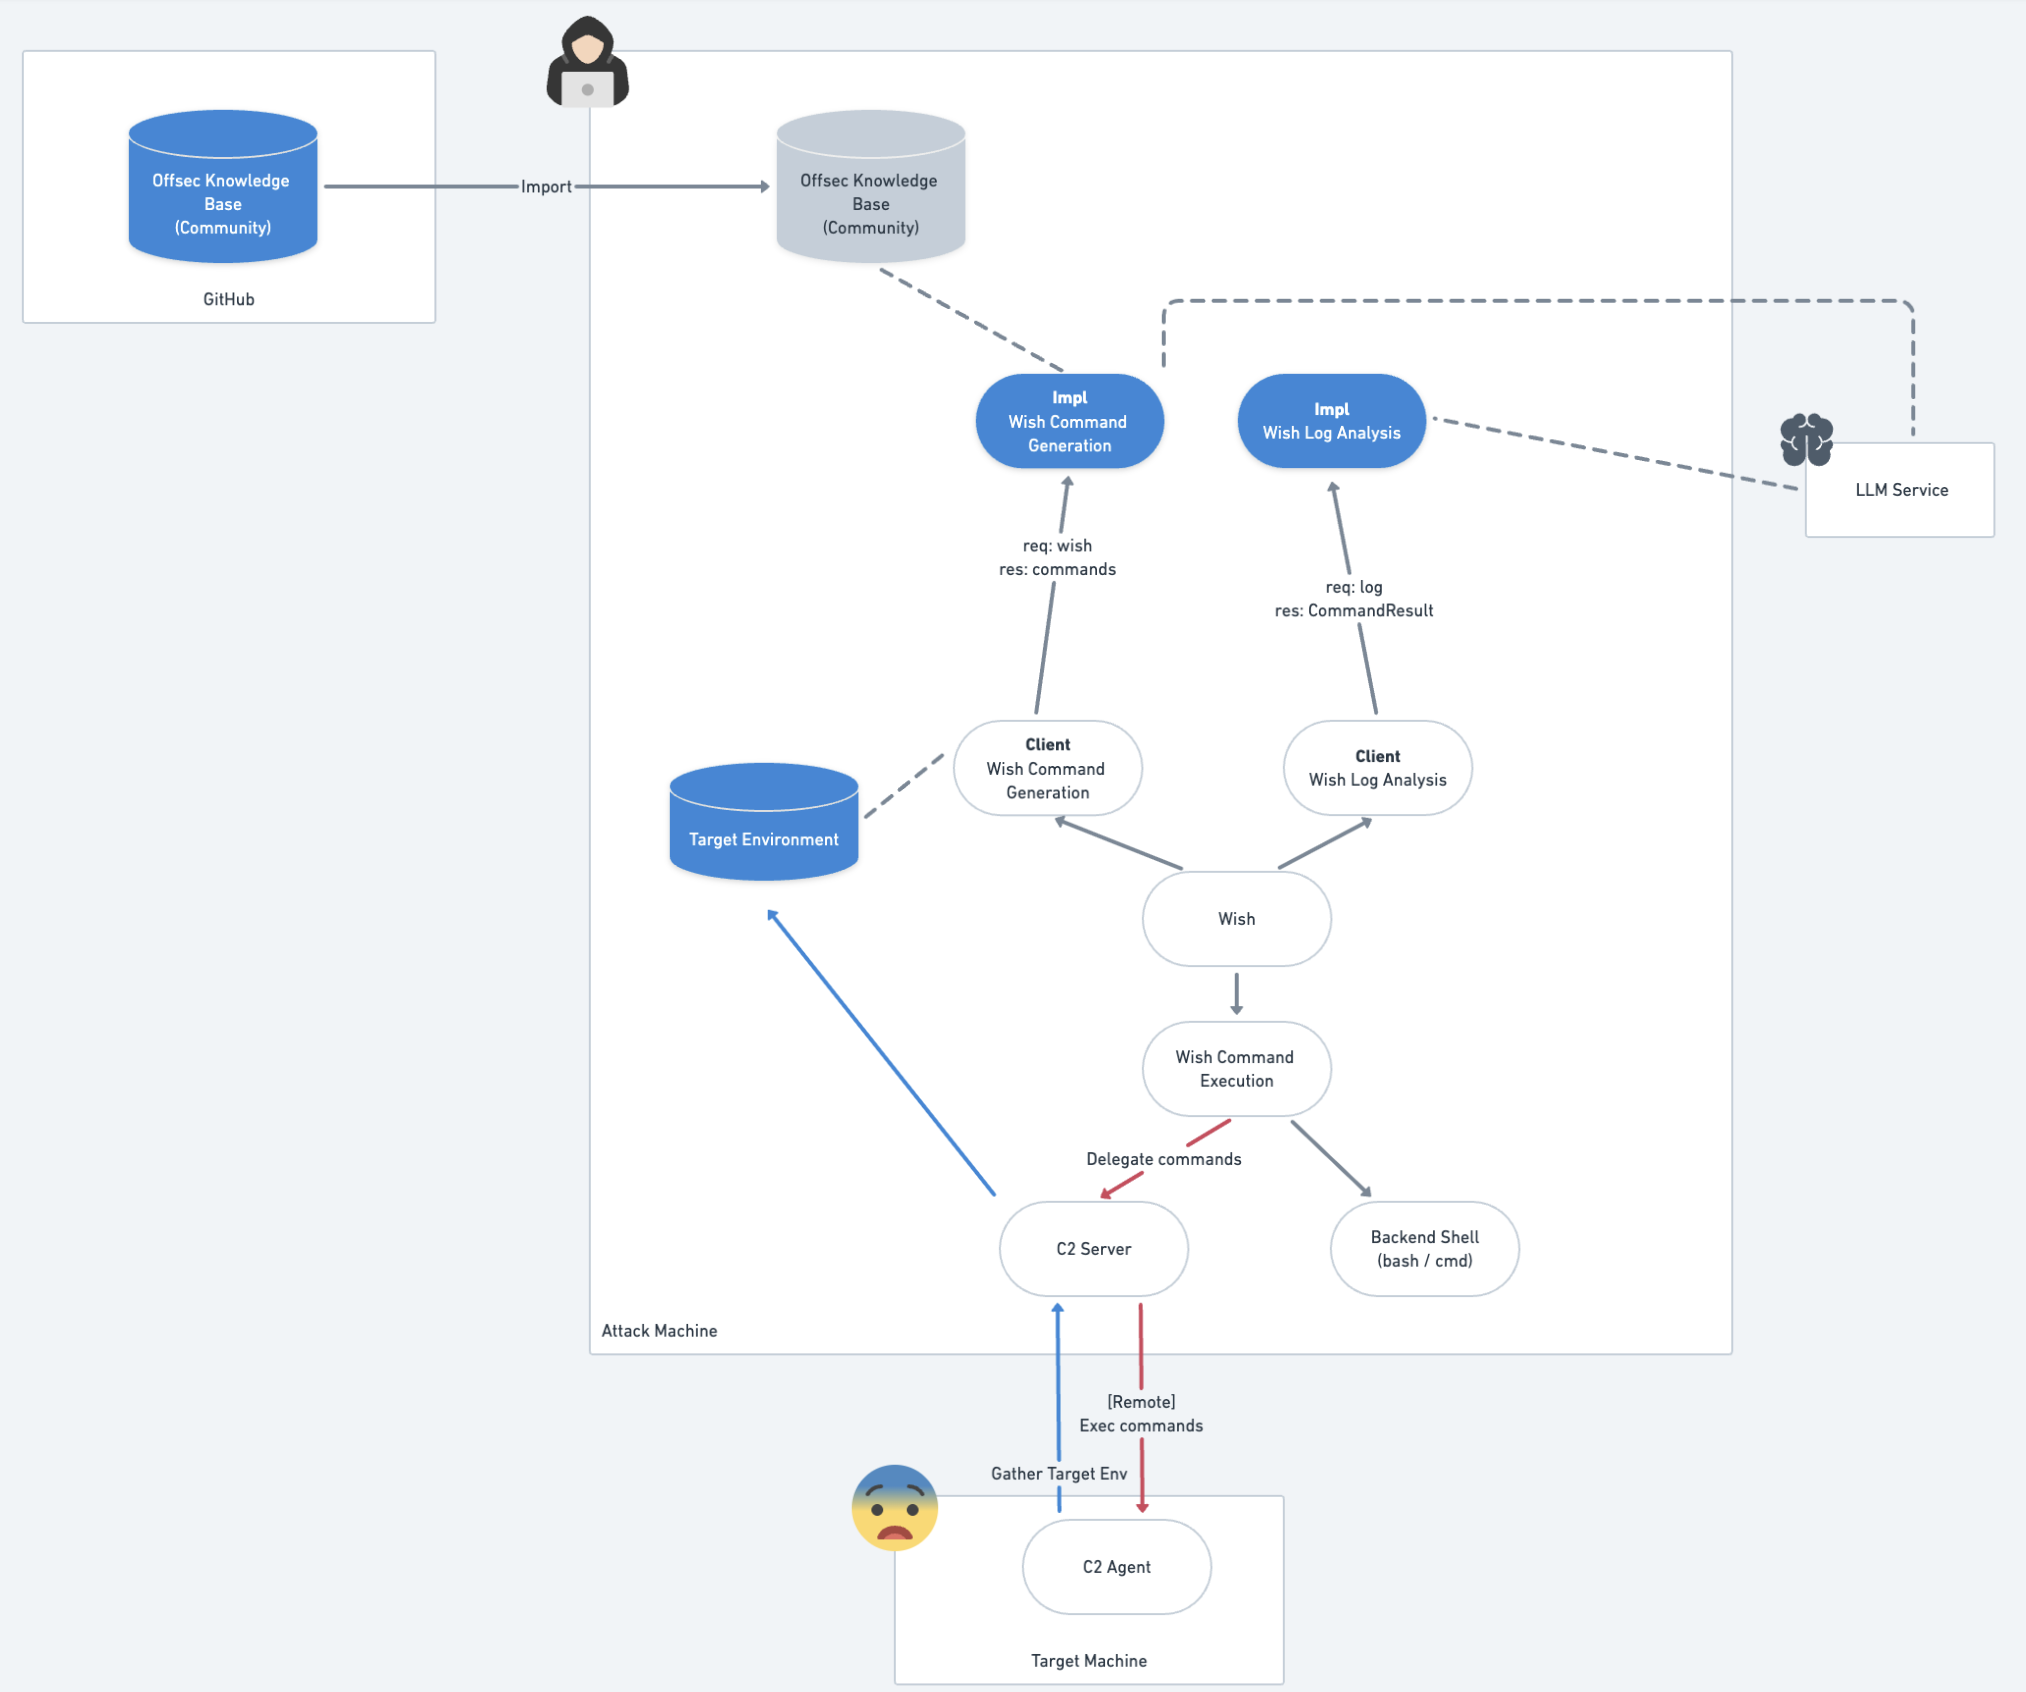 Offsec Knowledge
Base
(Community)
GitHub
Import
Offsec Knowledge
Base
(Community)
Impl
Wish Command
Generation
Impl
Wish Log Analysis
LLM Service
req: wish
res: commands
req: log
res: CommandResult
Client
Wish Command
Generation
Client
Wish Log Analysis
Target Environment
Wish
Wish Command
Execution
Delegate commands
C2 Server
Backend Shell
(bash / cmd)
Attack Machine
[Remote]
Exec commands
Gather Target Env
C2 Agent
Target Machine